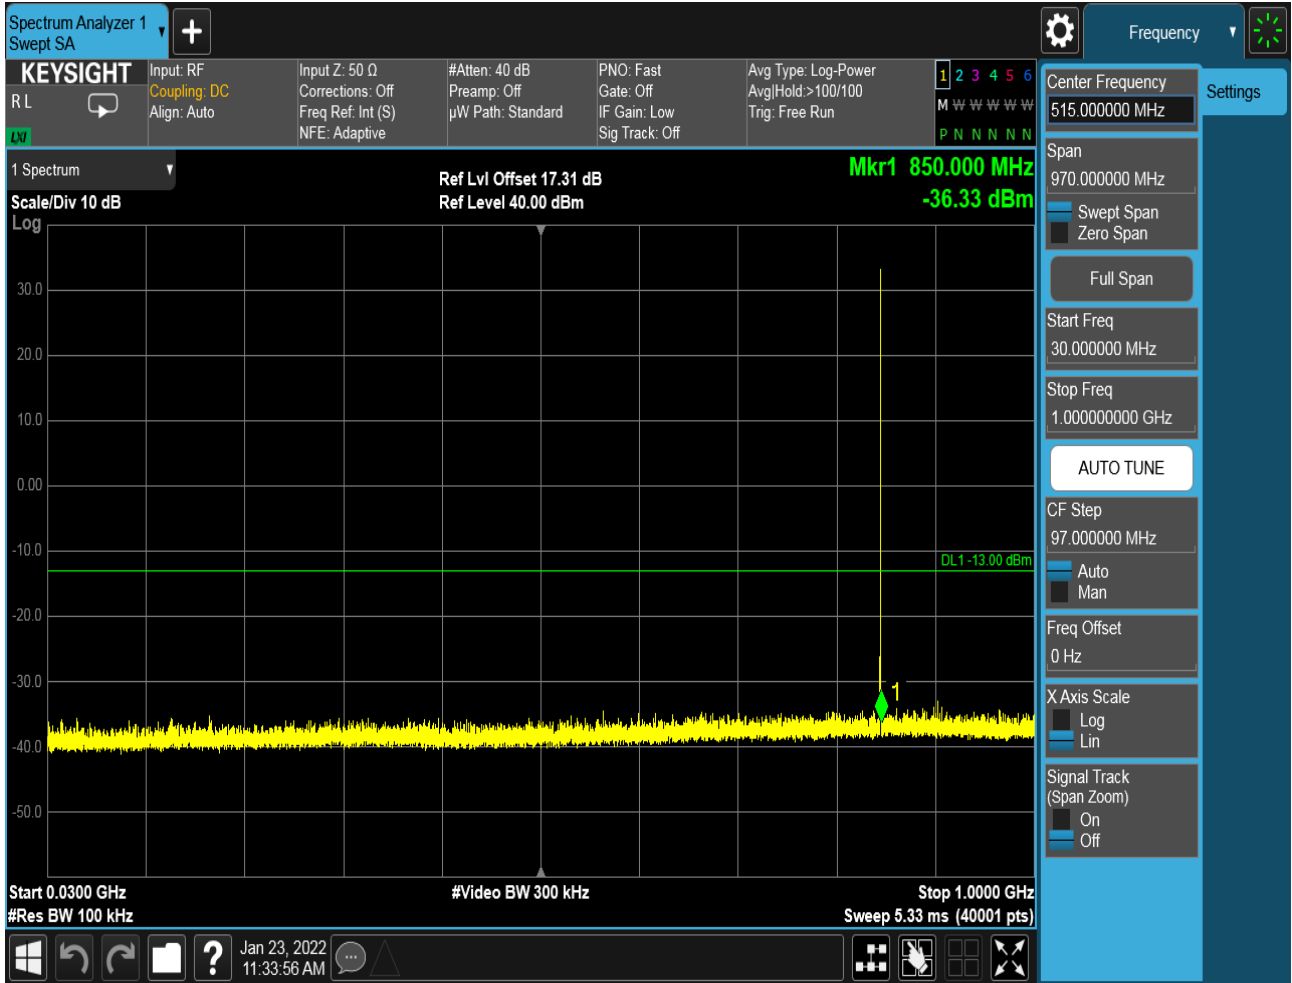 Spectrum Analyzer 1
Swept SA
Frequency
KEYSIGHT
R L
LXI
Input: RF
Coupling: DC
Align: Auto
Input Z: 50 Ω
Corrections: Off
Freq Ref: Int (S)
NFE: Adaptive
#Atten: 40 dB
Preamp: Off
µW Path: Standard
PNO: Fast
Gate: Off
IF Gain: Low
Sig Track: Off
Avg Type: Log-Power
Avg|Hold:>100/100
Trig: Free Run
1 2 3 4 5 6
M W W W W W
P N N N N N
1 Spectrum
Scale/Div 10 dB
Log
Ref Lvl Offset 17.31 dB
Ref Level 40.00 dBm
Mkr1 850.000 MHz
-36.33 dBm
30.0
20.0
10.0
0.00
-10.0
-20.0
-30.0
-40.0
-50.0
DL1 -13.00 dBm
1
Start 0.0300 GHz
#Res BW 100 kHz
#Video BW 300 kHz
Stop 1.0000 GHz
Sweep 5.33 ms (40001 pts)
Center Frequency
515.000000 MHz
Settings
Span
970.000000 MHz
Swept Span
Zero Span
Full Span
Start Freq
30.000000 MHz
Stop Freq
1.000000000 GHz
AUTO TUNE
CF Step
97.000000 MHz
Auto
Man
Freq Offset
0 Hz
X Axis Scale
Log
Lin
Signal Track
(Span Zoom)
On
Off
?
Jan 23, 2022
11:33:56 AM